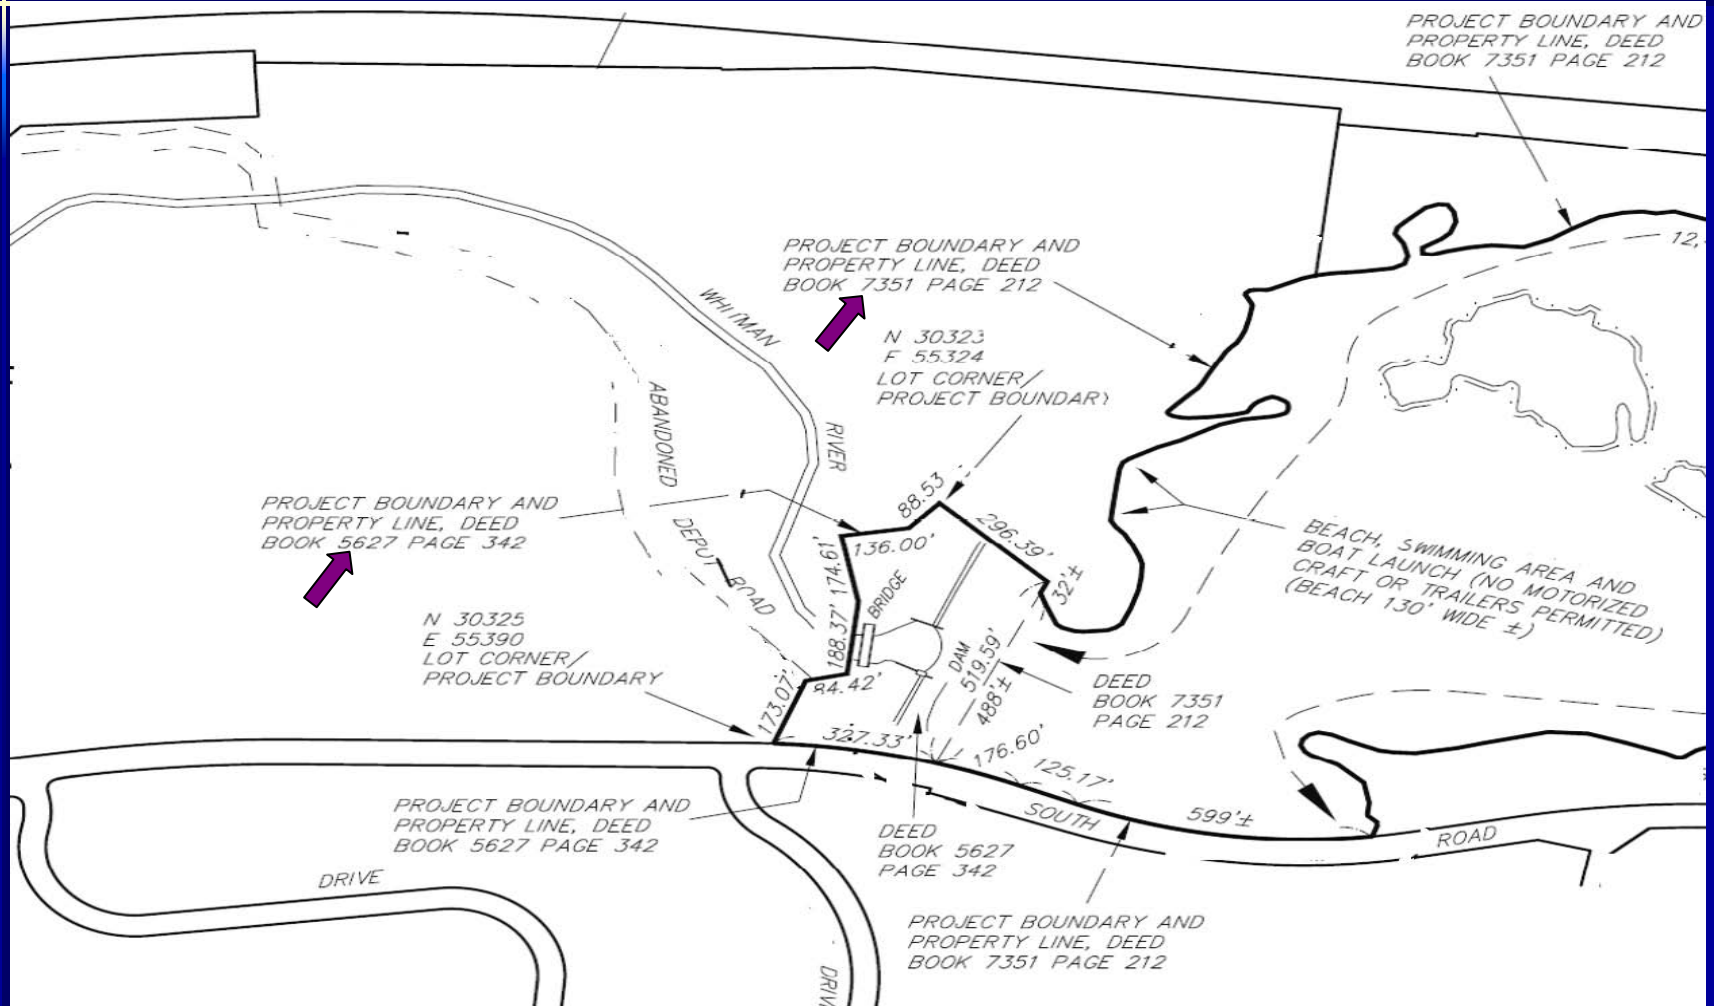 PROJECT BOUNDARY AND
PROPERTY LINE, DEED
BOOK 7351 PAGE 212
12,
PROJECT BOUNDARY AND
PROPERTY LINE, DEED
BOOK 7351 PAGE 212
WHITMAN
RIVER
N 30323
E 55324
LOT CORNER/
PROJECT BOUNDARY
ABANDONED
DEPOT ROAD
PROJECT BOUNDARY AND
PROPERTY LINE, DEED
BOOK 5627 PAGE 342
88.53
296.39'
136.00'
174.61'
188.37'
BRIDGE
32'±
BEACH, SWIMMING AREA AND
BOAT LAUNCH (NO MOTORIZED
CRAFT OR TRAILERS PERMITTED)
(BEACH 130' WIDE ±)
N 30325
E 55390
LOT CORNER/
PROJECT BOUNDARY
DAM
519.59'
488'±
84.42'
173.07'
DEED
BOOK 7351
PAGE 212
327.33'
176.60'
125.17'
599'±
SOUTH
ROAD
PROJECT BOUNDARY AND
PROPERTY LINE, DEED
BOOK 5627 PAGE 342
DEED
BOOK 5627
PAGE 342
DRIVE
PROJECT BOUNDARY AND
PROPERTY LINE, DEED
BOOK 7351 PAGE 212
DRIV